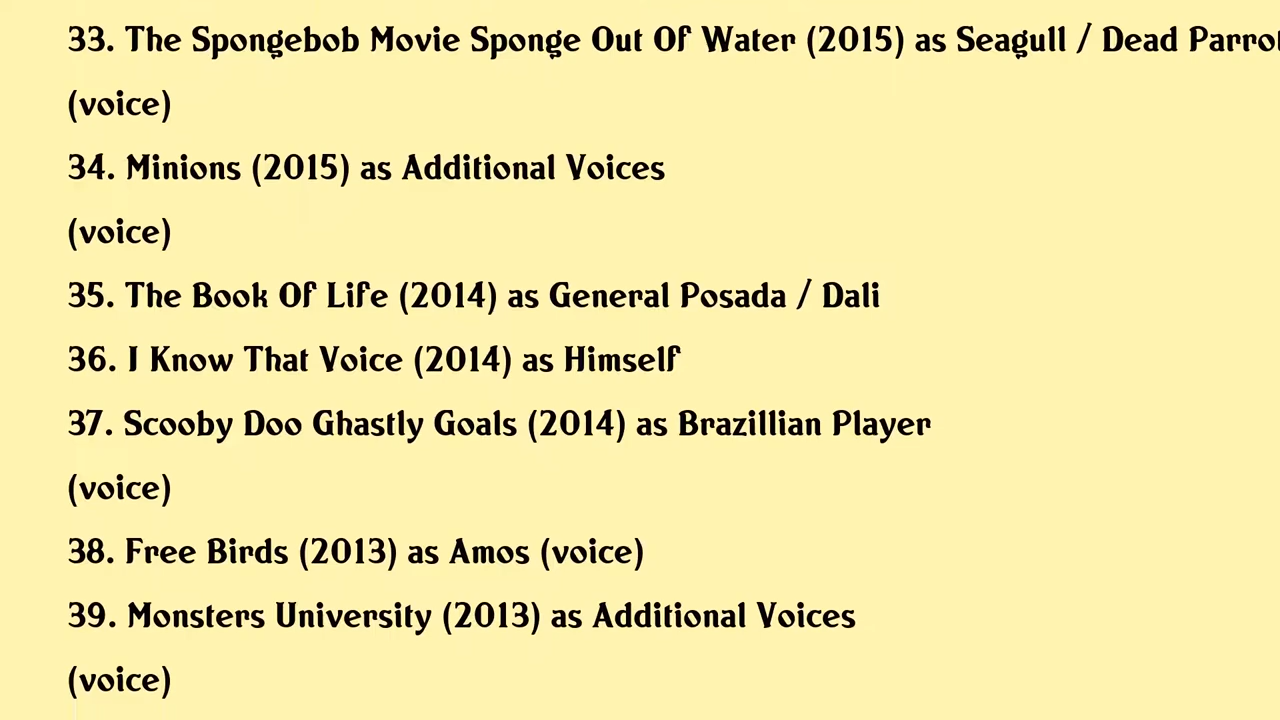 33. The Spongebob Movie Sponge Out Of Water (2015) as Seagull / Dead Parrot
(voice)
34. Minions (2015) as Additional Voices
(voice)
35. The Book Of Life (2014) as General Posada / Dali
36. I Know That Voice (2014) as Himself
37. Scooby Doo Ghastly Goals (2014) as Brazillian Player
(voice)
38. Free Birds (2013) as Amos (voice)
39. Monsters University (2013) as Additional Voices
(voice)